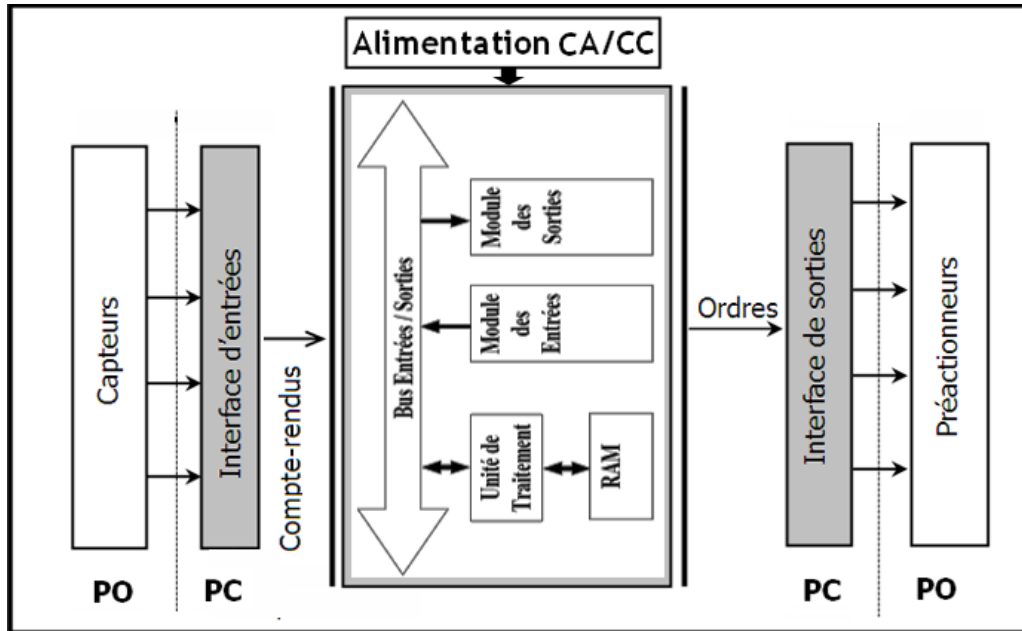 Alimentation CA/CC
Capteurs
Interface d'entrées
Compte-rendus
Bus Entrées / Sorties
Module
des
Sorties
Module
des
Entrées
Unité de
Traitement
RAM
Ordres
Interface de sorties
Préactionneurs
PO
PC
PC
PO